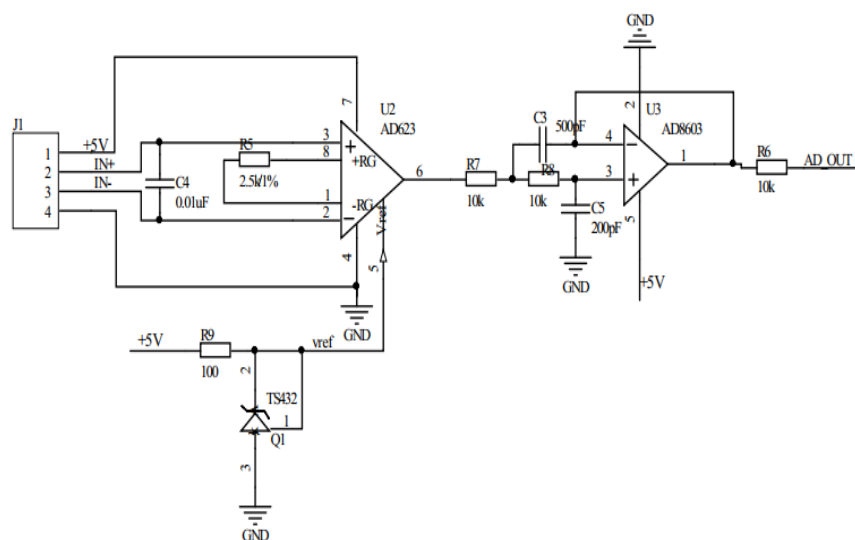 GND
7
U2
AD623
2
U3
AD8603
J1
+5V
IN+
IN-
1
2
3
4
C4
0.01uF
R5
2.5k/1%
3
8
1
2
+
+RG
-RG
−
Vref
6
4
5
GND
R7
10k
C3
500pF
R8
10k
C5
200pF
GND
4
3
−
+
1
5
+5V
R6
10k
AD_OUT
+5V
R9
100
vref
2
TS432
1
Q1
3
GND